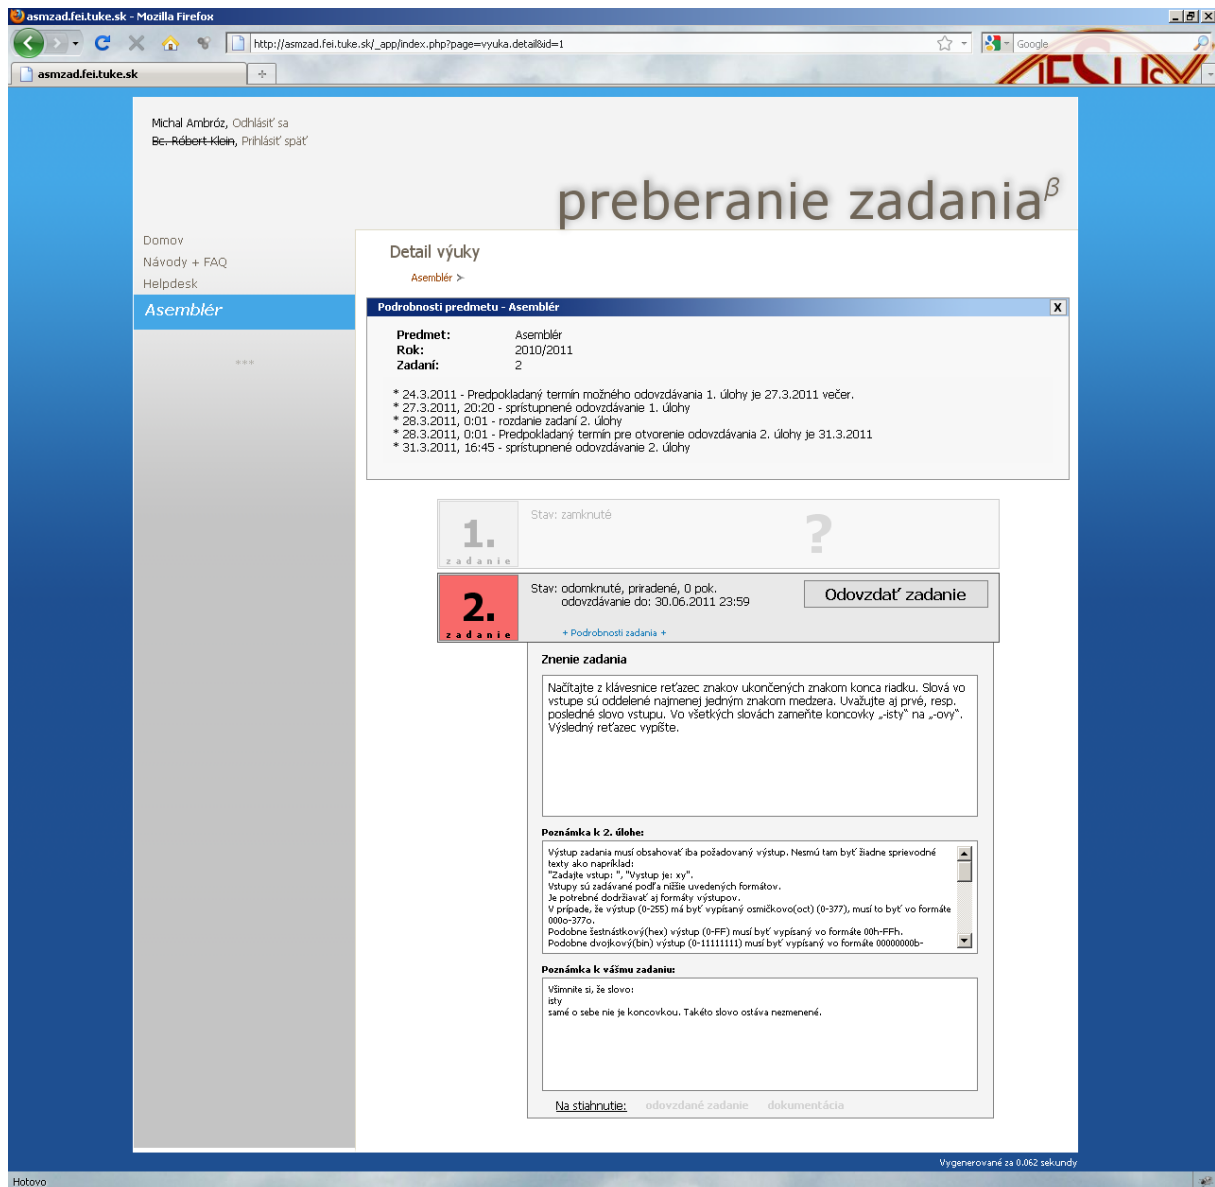 asmzad.fei.tuke.sk - Mozilla Firefox
http://asmzad.fei.tuke.sk/_app/index.php?page=vyuka.detail&id=1
Google
asmzad.fei.tuke.sk
Michal Ambróz, Odhlásiť sa
Bc. Róbert Klein, Prihlásiť späť
preberanie zadania β
Domov
Návody + FAQ
Helpdesk
Asemblér
***
Detail výuky
Asemblér >
Podrobnosti predmetu - Asemblér
X
Predmet: Asemblér
Rok: 2010/2011
Zadaní: 2
* 24.3.2011 - Predpokladaný termín možného odovzdávania 1. úlohy je 27.3.2011 večer.
* 27.3.2011, 20:20 - sprístupnené odovzdávanie 1. úlohy
* 28.3.2011, 0:01 - rozdanie zadaní 2. úlohy
* 28.3.2011, 0:01 - Predpokladaný termín pre otvorenie odovzdávania 2. úlohy je 31.3.2011
* 31.3.2011, 16:45 - sprístupnené odovzdávanie 2. úlohy
1.
zadanie
Stav: zamknuté
?
2.
zadanie
Stav: odomknuté, priradené, 0 pok.
odovzdávanie do: 30.06.2011 23:59
+ Podrobnosti zadania +
Odovzdať zadanie
Znenie zadania
Načítajte z klávesnice reťazec znakov ukončených znakom konca riadku. Slová vo
vstupe sú oddelené najmenej jedným znakom medzera. Uvažujte aj prvé, resp.
posledné slovo vstupu. Vo všetkých slovách zameňte koncovky „-isty“ na „-ovy“.
Výsledný reťazec vypíšte.
Poznámka k 2. úlohe:
Výstup zadania musí obsahovať iba požadovaný výstup. Nesmú tam byť žiadne sprievodné
texty ako napríklad:
"Zadajte vstup: ", "Vystup je: xy".
Vstupy sú zadávané podľa nižšie uvedených formátov.
Je potrebné dodržiavať aj formáty výstupov.
V prípade, že výstup (0-255) má byť vypísaný osmičkovo(oct) (0-377), musí to byť vo formáte
000o-377o.
Podobne šestnástkový(hex) výstup (0-FF) musí byť vypísaný vo formáte 00h-FFh.
Podobne dvojkový(bin) výstup (0-11111111) musí byť vypísaný vo formáte 00000000b-
Poznámka k vášmu zadaniu:
Všimnite si, že slovo:
isty
samé o sebe nie je koncovkou. Takéto slovo ostáva nezmenené.
Na stiahnutie: odovzdané zadanie dokumentácia
Vygenerované za 0.062 sekundy
Hotovo